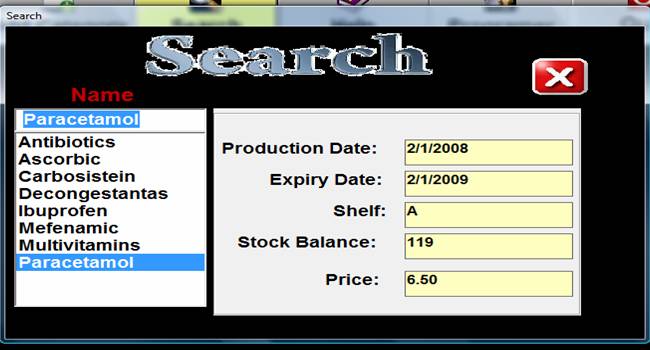 Search
Search
Name
Paracetamol
Antibiotics
Ascorbic
Carbosistein
Decongestantas
Ibuprofen
Mefenamic
Multivitamins
Paracetamol
Production Date: 2/1/2008
Expiry Date: 2/1/2009
Shelf: A
Stock Balance: 119
Price: 6.50